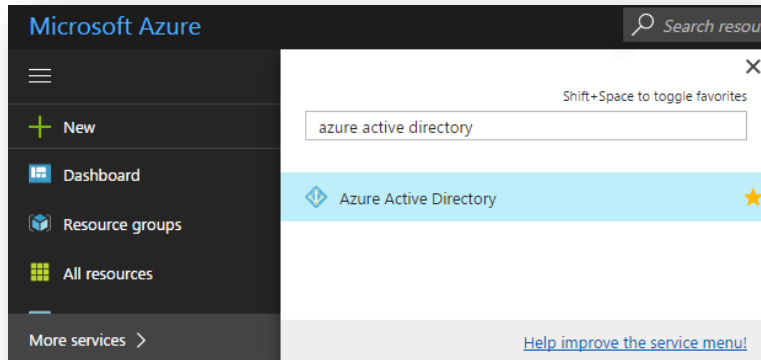 Microsoft Azure
Search resou
Shift+Space to toggle favorites
New
azure active directory
Dashboard
Azure Active Directory
Resource groups
All resources
More services
Help improve the service menu!